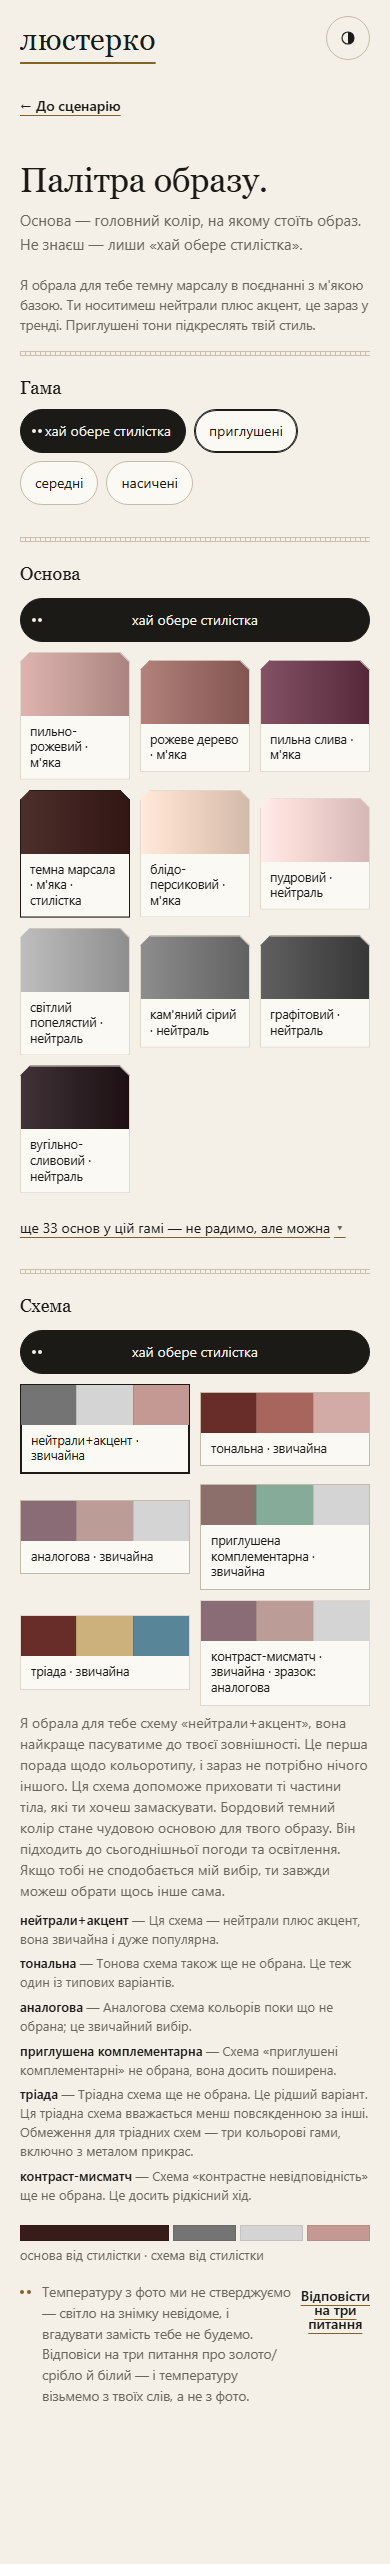 люстерко
← До сценарію
Палітра образу.
Основа — головний колір, на якому стоїть образ.
Не знаєш — лиши «хай обере стилістка».
Я обрала для тебе темну марсалу в поєднанні з м'якою
базою. Ти носитимеш нейтрали плюс акцент, це зараз у
тренді. Приглушені тони підкреслять твій стиль.
Гама
хай обере стилістка
приглушені
середні
насичені
Основа
хай обере стилістка
пильно-
рожевий ·
м'яка
рожеве дерево
· м'яка
пильна слива ·
м'яка
темна марсала
· м'яка ·
стилістка
блідо-
персиковий ·
м'яка
пудровий ·
нейтраль
світлий
попелястий ·
нейтраль
кам'яний сірий
· нейтраль
графітовий ·
нейтраль
вугільно-
сливовий ·
нейтраль
ще 33 основ у цій гамі — не радимо, але можна ▾
Схема
хай обере стилістка
нейтрали+акцент ·
звичайна
тональна · звичайна
аналогова · звичайна
приглушена
комплементарна ·
звичайна
тріада · звичайна
контраст-мисматч ·
звичайна · зразок:
аналогова
Я обрала для тебе схему «нейтрали+акцент», вона
найкраще пасуватиме до твоєї зовнішності. Це перша
порада щодо кольоротипу, і зараз не потрібно нічого
іншого. Ця схема допоможе приховати ті частини
тіла, які ти хочеш замаскувати. Бордовий темний
колір стане чудовою основою для твого образу. Він
підходить до сьогоднішньої погоди та освітлення.
Якщо тобі не сподобається мій вибір, ти завжди
можеш обрати щось інше сама.
нейтрали+акцент — Ця схема — нейтрали плюс акцент,
вона звичайна і дуже популярна.
тональна — Тонова схема також ще не обрана. Це теж
один із типових варіантів.
аналогова — Аналогова схема кольорів поки що не
обрана; це звичайний вибір.
приглушена комплементарна — Схема «приглушені
комплементарні» не обрана, вона досить поширена.
тріада — Тріадна схема ще не обрана. Це рідший варіант.
Ця тріадна схема вважається менш повсякденною за інші.
Обмеження для тріадних схем — три кольорові гами,
включно з металом прикрас.
контраст-мисматч — Схема «контрастне невідповідність»
ще не обрана. Це досить рідкісний хід.
основа від стилістки · схема від стилістки
Температуру з фото ми не стверджуємо
— світло на знімку невідоме, і
вгадувати замість тебе не будемо.
Відповіси на три питання про золото/
срібло й білий — і температуру
візьмемо з твоїх слів, а не з фото.
Відповісти
на три
питання